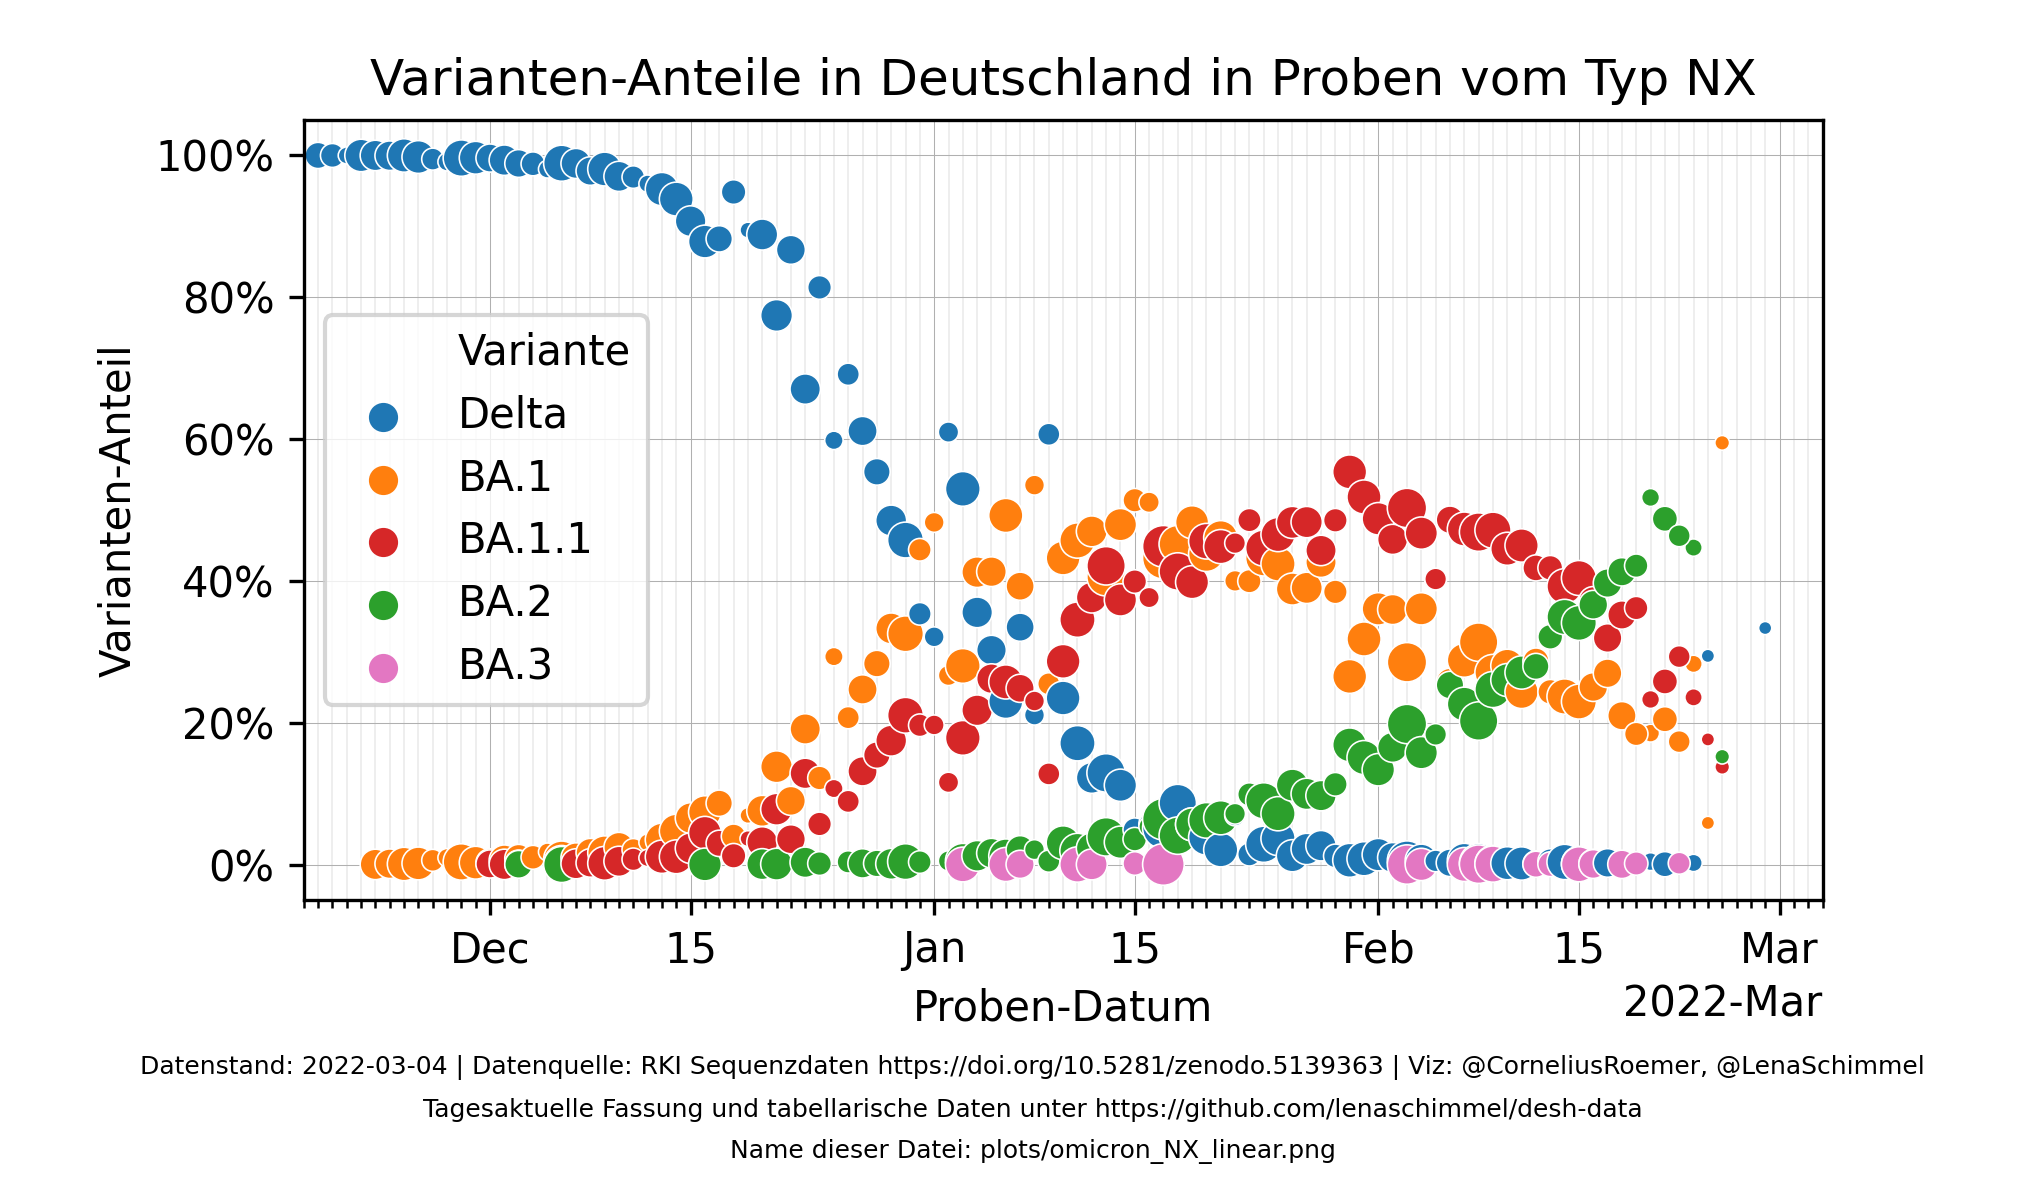 Varianten-Anteile in Deutschland in Proben vom Typ NX
Varianten-Anteil
100%
80%
60%
40%
20%
0%
Variante
Delta
BA.1
BA.1.1
BA.2
BA.3
Dec 15 Jan 15 Feb 15 Mar
Proben-Datum
2022-Mar
Datenstand: 2022-03-04 | Datenquelle: RKI Sequenzdaten https://doi.org/10.5281/zenodo.5139363 | Viz: @CorneliusRoemer, @LenaSchimmel
Tagesaktuelle Fassung und tabellarische Daten unter https://github.com/lenaschimmel/desh-data
Name dieser Datei: plots/omicron_NX_linear.png